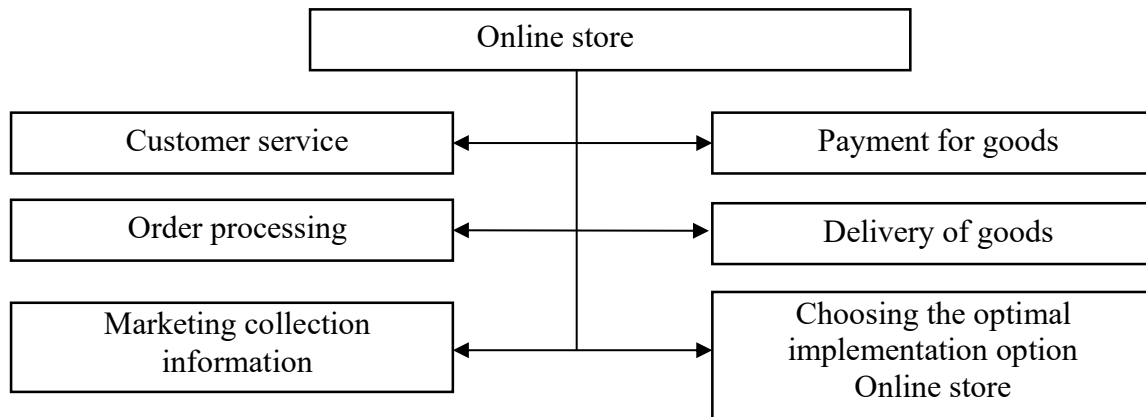 Online store
Customer service
Payment for goods
Order processing
Delivery of goods
Marketing collection
information
Choosing the optimal
implementation option
Online store